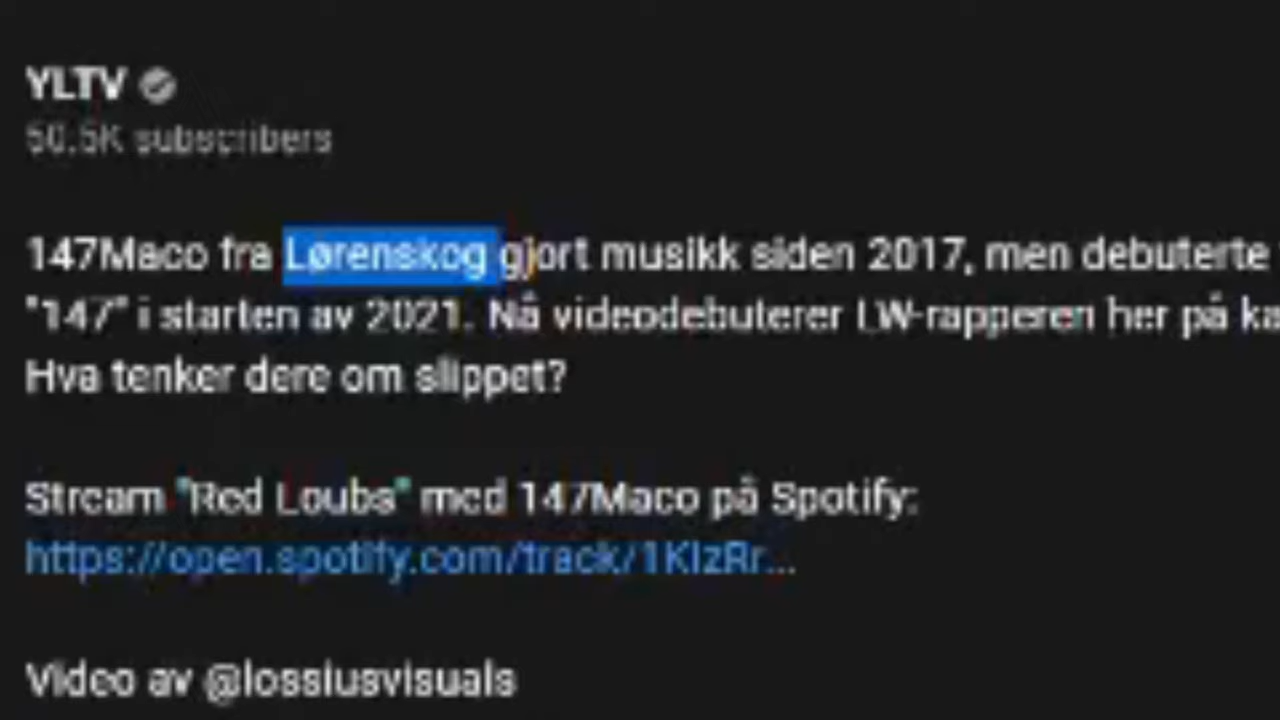 YLTV
50.5K subscribers
147Maco fra Lørenskog gjort musikk siden 2017, men debuterte
"147" i starten av 2021. Nå videodebuterer LW-rapperen her på ka
Hva tenker dere om slippet?
Stream "Red Loubs" med 147Maco på Spotify:
https://open.spotify.com/track/1KIzRr...
Video av @lossiusvisuals